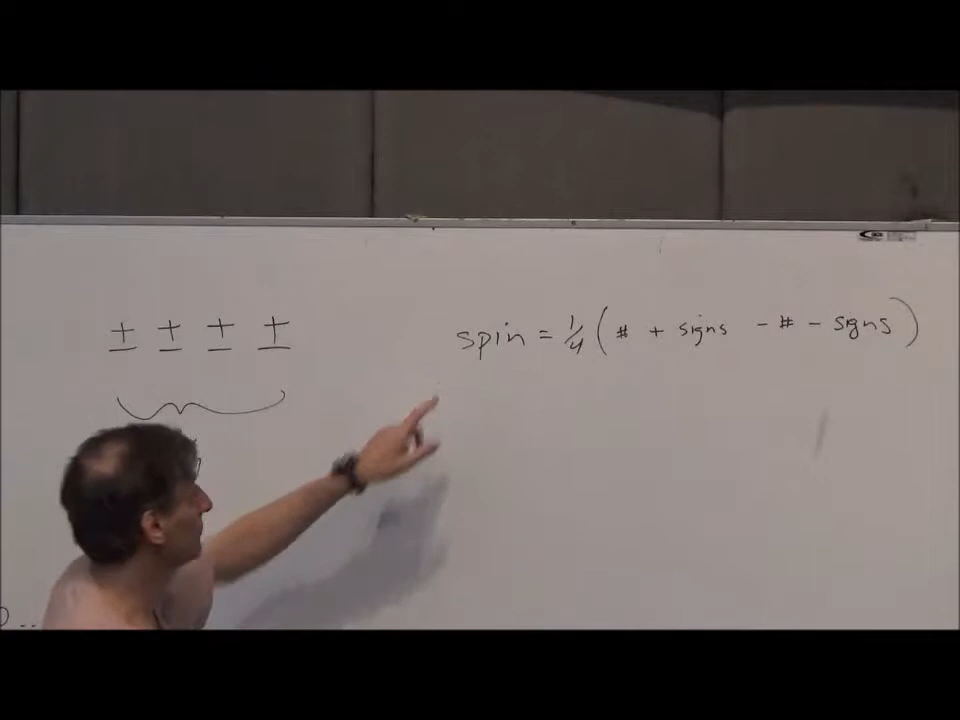 ± ± ± ±
spin = 1/4 ( # + signs - # - signs )